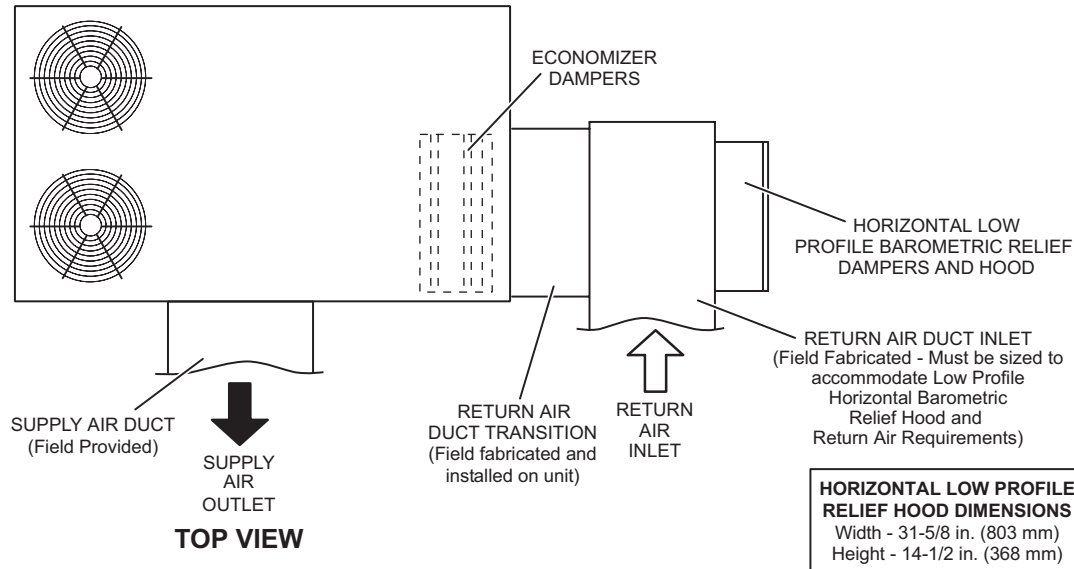 ECONOMIZER
DAMPERS
HORIZONTAL LOW
PROFILE BAROMETRIC RELIEF
DAMPERS AND HOOD
RETURN AIR DUCT INLET
(Field Fabricated - Must be sized to
accommodate Low Profile
Horizontal Barometric
Relief Hood and
Return Air Requirements)
SUPPLY AIR DUCT
(Field Provided)
SUPPLY
AIR
OUTLET
RETURN AIR
DUCT TRANSITION
(Field fabricated and
installed on unit)
RETURN
AIR
INLET
TOP VIEW
HORIZONTAL LOW PROFILE
RELIEF HOOD DIMENSIONS
Width - 31-5/8 in. (803 mm)
Height - 14-1/2 in. (368 mm)